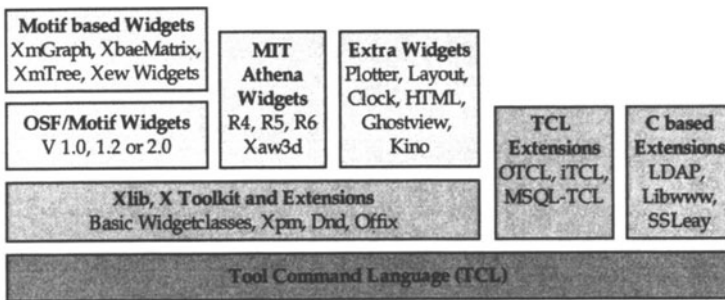 Motif based Widgets
XmGraph, XbaeMatrix,
XmTree, Xew Widgets
OSF/Motif Widgets
V 1.0, 1.2 or 2.0
MIT
Athena
Widgets
R4, R5, R6
Xaw3d
Extra Widgets
Plotter, Layout,
Clock, HTML,
Ghostview,
Kino
TCL
Extensions
OTCL, iTCL,
MSQL-TCL
C based
Extensions
LDAP,
Libwww,
SSLeay
Xlib, X Toolkit and Extensions
Basic Widgetclasses, Xpm, Dnd, Offix
Tool Command Language (TCL)